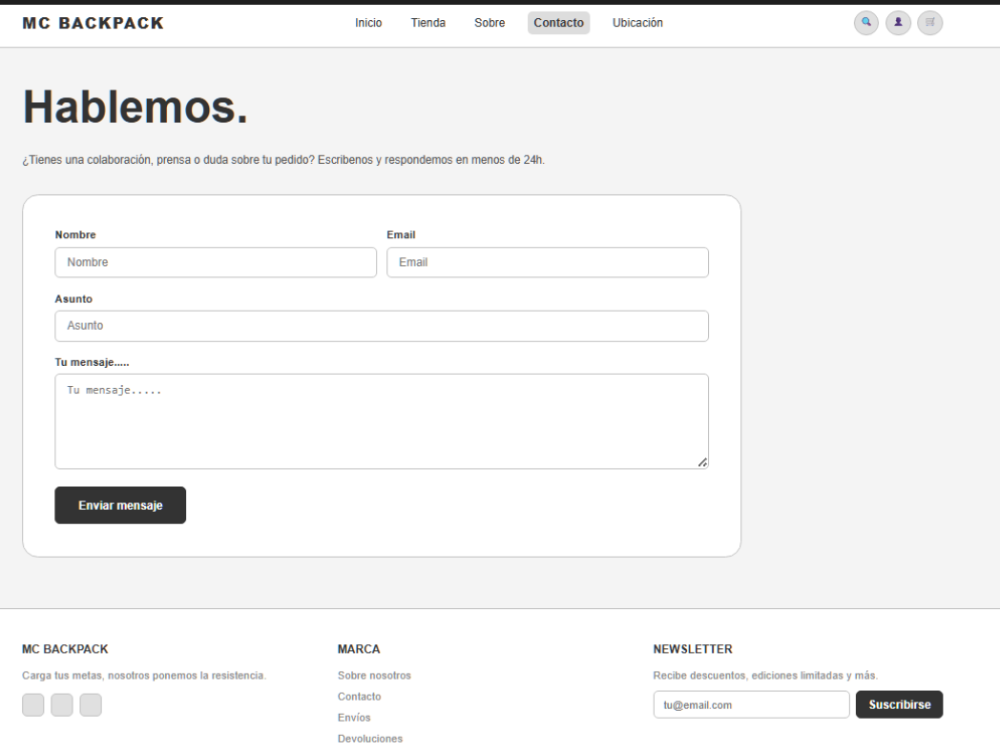 MC BACKPACK
Inicio Tienda Sobre Contacto Ubicación
Hablemos.
¿Tienes una colaboración, prensa o duda sobre tu pedido? Escribenos y respondemos en menos de 24h.
Nombre Email
Nombre Email
Asunto
Asunto
Tu mensaje.....
Tu mensaje.....
Enviar mensaje
MC BACKPACK
Carga tus metas, nosotros ponemos la resistencia.
MARCA
Sobre nosotros
Contacto
Envíos
Devoluciones
NEWSLETTER
Recibe descuentos, ediciones limitadas y más.
tu@email.com Suscribirse